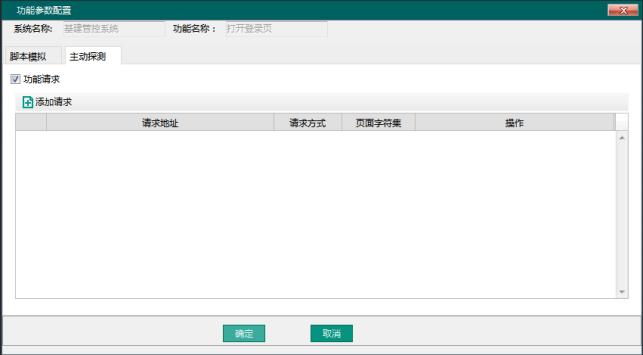 功能参数配置
系统名称: 基建管控系统 功能名称： 打开登录页
脚本模拟 主动探测
功能请求
添加请求
请求地址 请求方式 页面字符集 操作
确定 取消